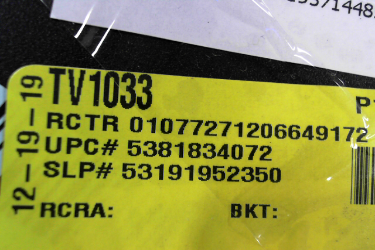 TV1033
12-19-19
RCTR 01077271206649172
UPC# 5381834072
SLP# 53191952350
RCRA: BKT: